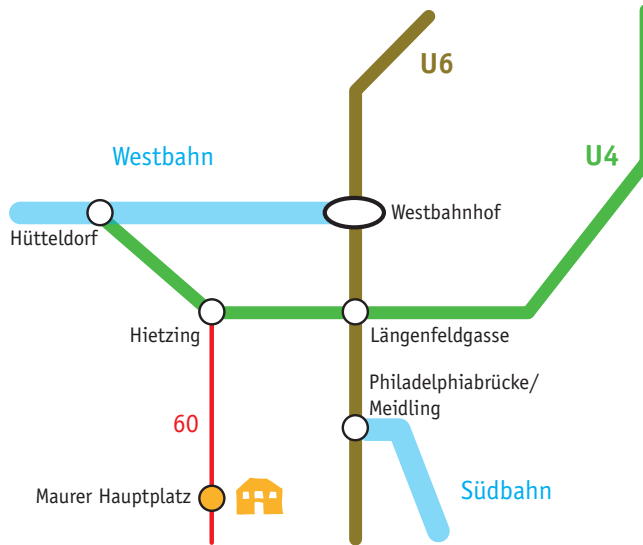 U6
Westbahn
U4
Westbahnhof
Hütteldorf
Hietzing
Längenfeldgasse
Philadelphiabrücke/
Meidling
60
Südbahn
Maurer Hauptplatz